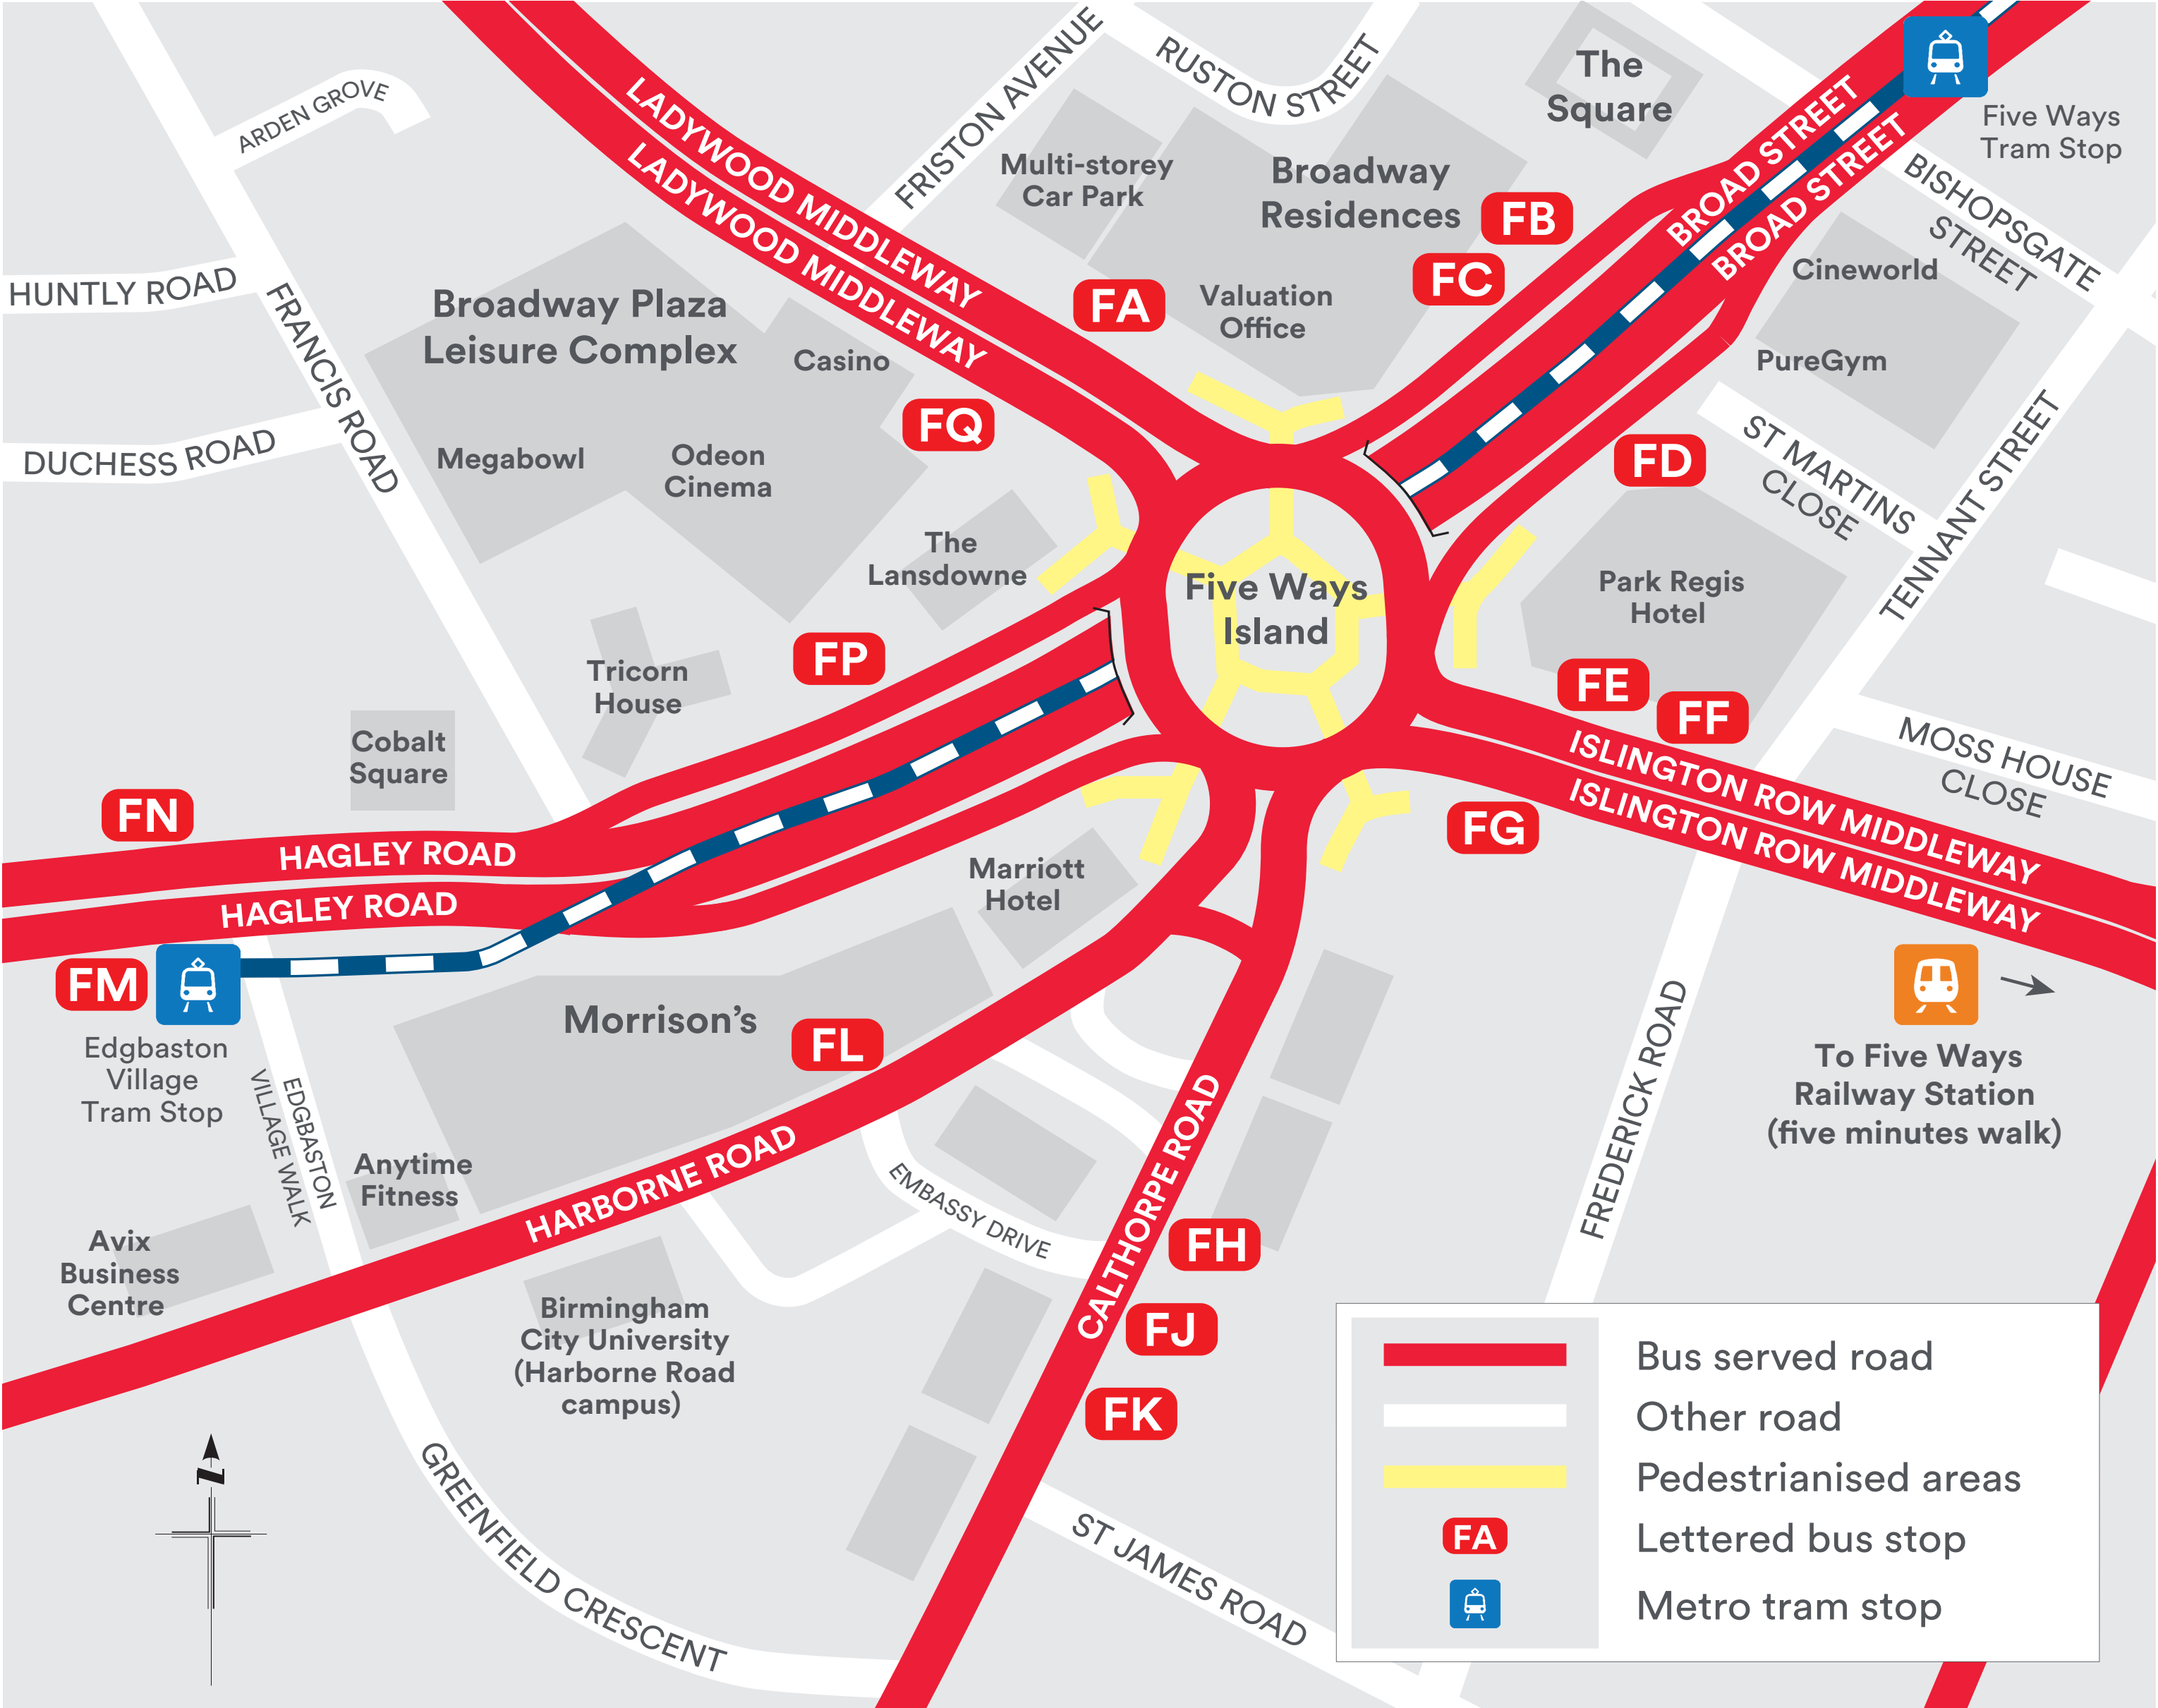 LADYWOOD MIDDLEWAY
LADYWOOD MIDDLEWAY
FRISTON AVENUE
RUSTON STREET
The
Square
BROAD STREET
BROAD STREET
Five Ways
Tram Stop
BISHOPSGATE
STREET
ARDEN GROVE
Multi-storey
Car Park
Broadway
Residences
FB
FC
FA
Valuation
Office
Cineworld
PureGym
HUNTLY ROAD
FRANCIS ROAD
DUCHESS ROAD
Broadway Plaza
Leisure Complex
Casino
FQ
Megabowl
Odeon
Cinema
The
Lansdowne
FD
ST MARTINS
CLOSE
TENNANT STREET
Five Ways
Island
Park Regis
Hotel
FE
FF
FP
Tricorn
House
Cobalt
Square
FN
HAGLEY ROAD
HAGLEY ROAD
ISLINGTON ROW MIDDLEWAY
ISLINGTON ROW MIDDLEWAY
MOSS HOUSE
CLOSE
FG
Marriott
Hotel
FM
Edgbaston
Village
Tram Stop
EDGBASTON
VILLAGE WALK
Morrison's
FL
HARBORNE ROAD
Anytime
Fitness
Avix
Business
Centre
Birmingham
City University
(Harborne Road
campus)
EMBASSY DRIVE
CALTHORPE ROAD
FH
FJ
FK
FREDERICK ROAD
To Five Ways
Railway Station
(five minutes walk)
GREENFIELD CRESCENT
ST JAMES ROAD
N
Bus served road
Other road
Pedestrianised areas
FA
Lettered bus stop
Metro tram stop